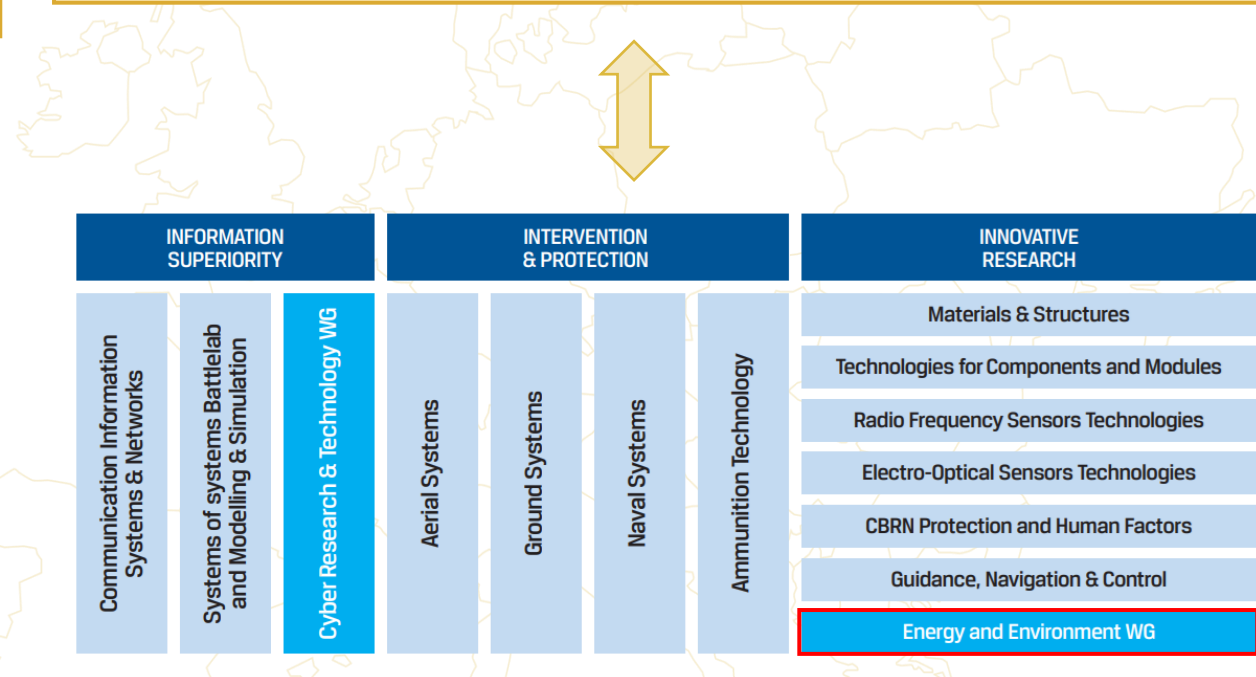 INFORMATION
SUPERIORITY
INTERVENTION
& PROTECTION
INNOVATIVE
RESEARCH
Communication Information
Systems & Networks
Systems of systems Battlelab
and Modelling & Simulation
Cyber Research & Technology WG
Aerial Systems
Ground Systems
Naval Systems
Ammunition Technology
Materials & Structures
Technologies for Components and Modules
Radio Frequency Sensors Technologies
Electro-Optical Sensors Technologies
CBRN Protection and Human Factors
Guidance, Navigation & Control
Energy and Environment WG